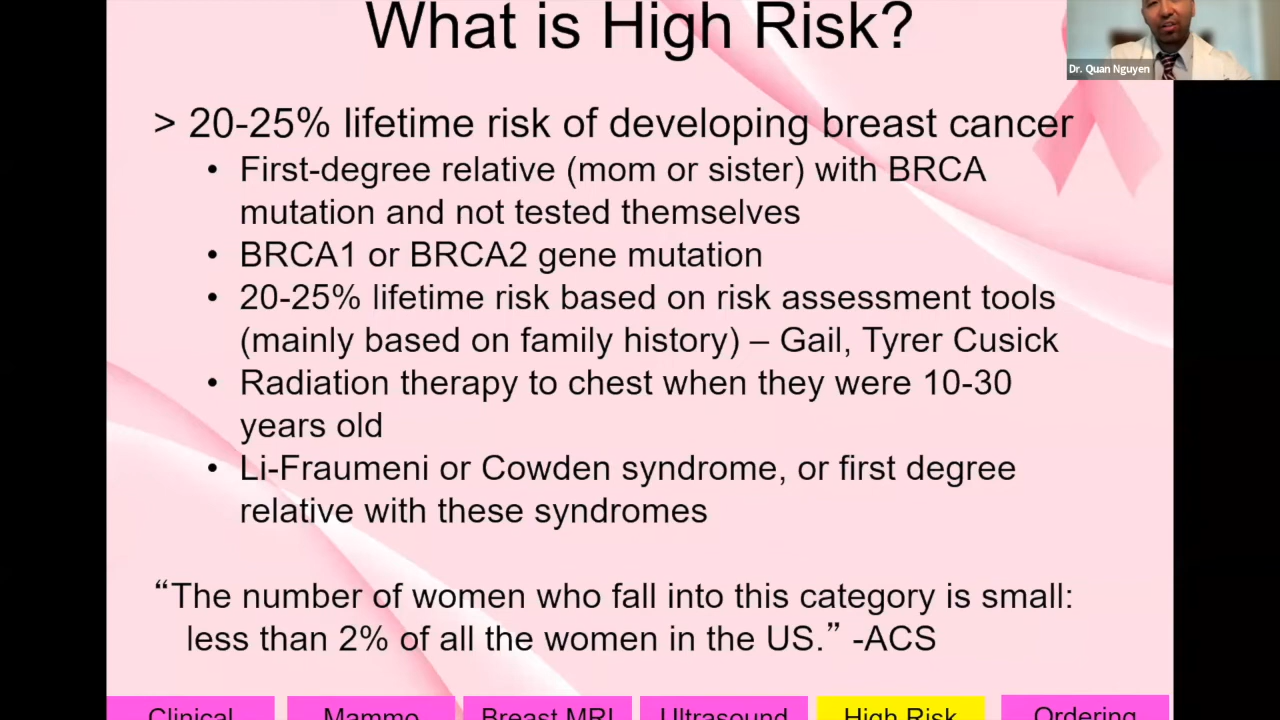 What is High Risk?
Dr. Quan Nguyen
> 20-25% lifetime risk of developing breast cancer
• First-degree relative (mom or sister) with BRCA
mutation and not tested themselves
• BRCA1 or BRCA2 gene mutation
• 20-25% lifetime risk based on risk assessment tools
(mainly based on family history) – Gail, Tyrer Cusick
• Radiation therapy to chest when they were 10-30
years old
• Li-Fraumeni or Cowden syndrome, or first degree
relative with these syndromes
“The number of women who fall into this category is small:
less than 2% of all the women in the US.” -ACS
Clinical
Mammo
Breast MRI
Ultrasound
High Risk
Ordering